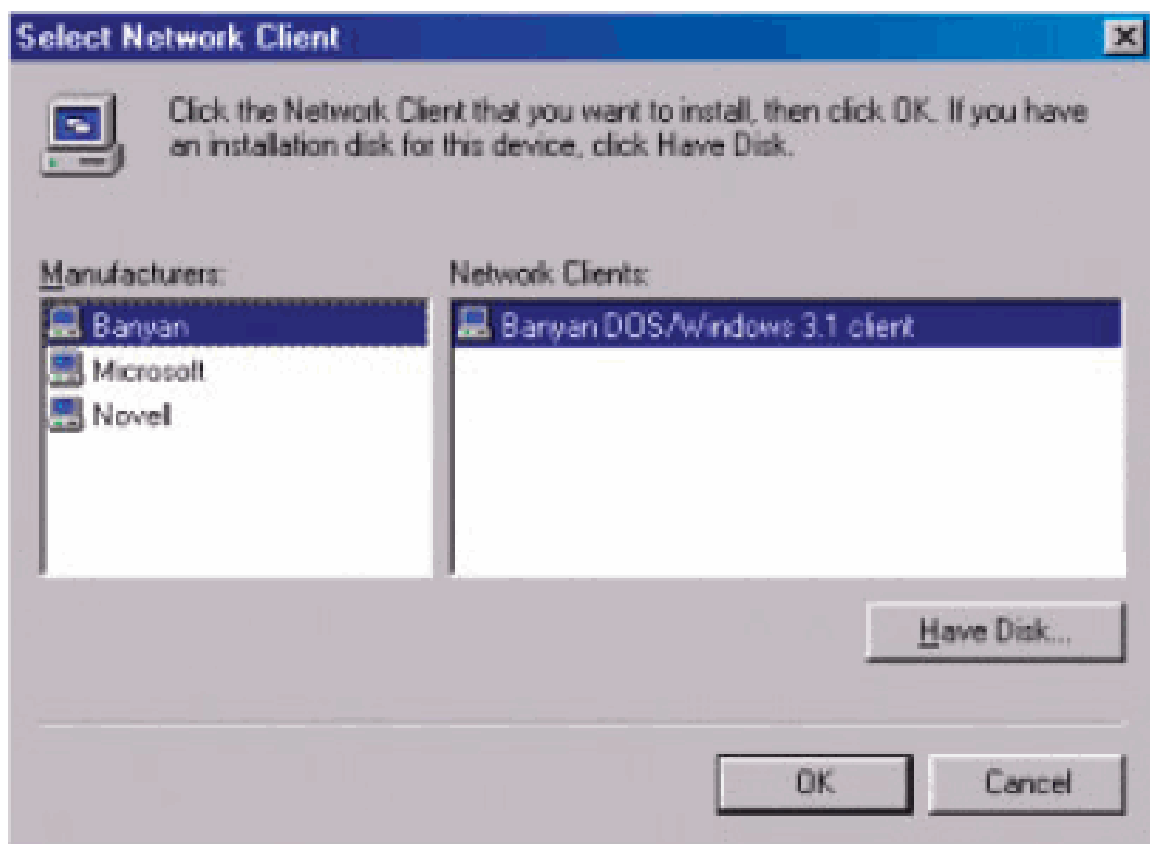 Select Network Client
Click the Network Client that you want to install, then click OK. If you have
an installation disk for this device, click Have Disk.
Manufacturers:
Network Clients:
Banyan
Banyan DOS/Windows 3.1 client
Microsoft
Novell
Have Disk...
OK
Cancel